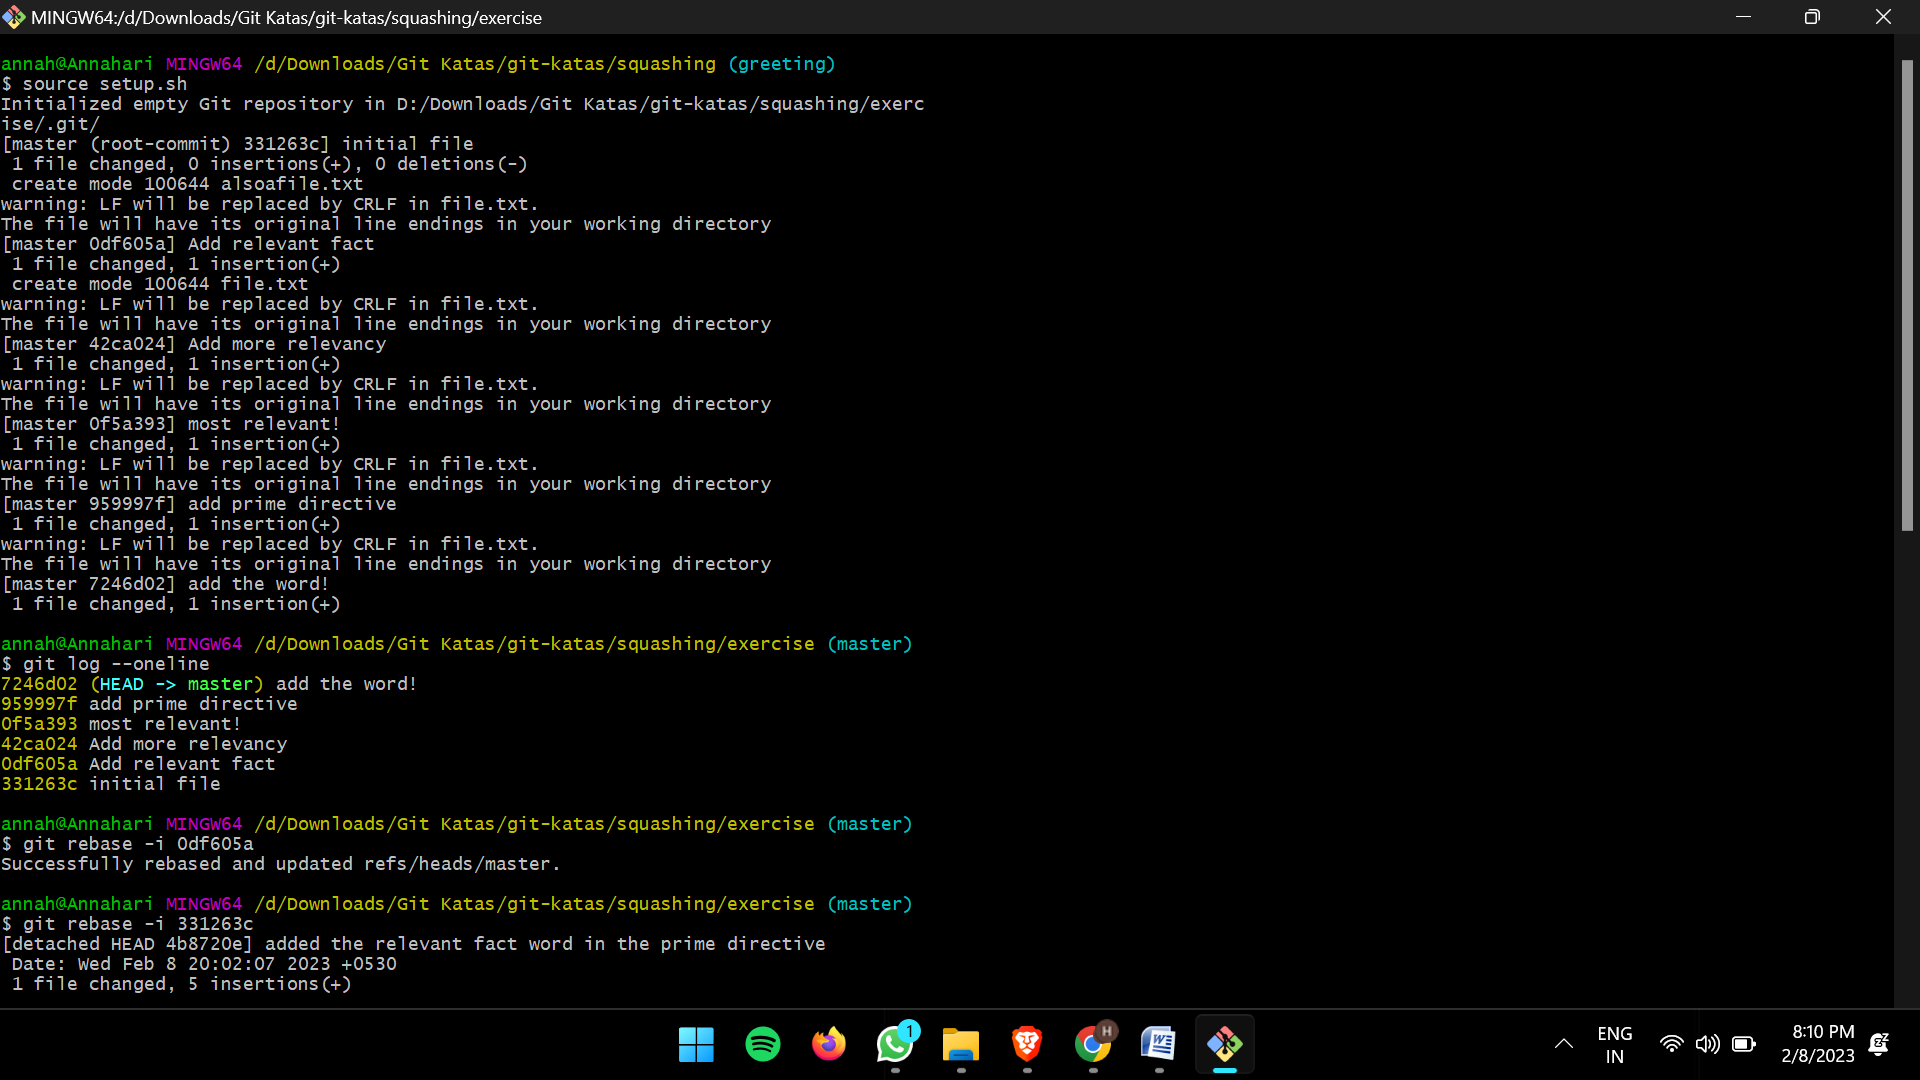 MINGW64:/d/Downloads/Git Katas/git-katas/squashing/exercise
annah@Annahari MINGW64 /d/Downloads/Git Katas/git-katas/squashing (greeting)
$ source setup.sh
Initialized empty Git repository in D:/Downloads/Git Katas/git-katas/squashing/exerc
ise/.git/
[master (root-commit) 331263c] initial file
 1 file changed, 0 insertions(+), 0 deletions(-)
 create mode 100644 alsoafile.txt
warning: LF will be replaced by CRLF in file.txt.
The file will have its original line endings in your working directory
[master 0df605a] Add relevant fact
 1 file changed, 1 insertion(+)
 create mode 100644 file.txt
warning: LF will be replaced by CRLF in file.txt.
The file will have its original line endings in your working directory
[master 42ca024] Add more relevancy
 1 file changed, 1 insertion(+)
warning: LF will be replaced by CRLF in file.txt.
The file will have its original line endings in your working directory
[master 0f5a393] most relevant!
 1 file changed, 1 insertion(+)
warning: LF will be replaced by CRLF in file.txt.
The file will have its original line endings in your working directory
[master 959997f] add prime directive
 1 file changed, 1 insertion(+)
warning: LF will be replaced by CRLF in file.txt.
The file will have its original line endings in your working directory
[master 7246d02] add the word!
 1 file changed, 1 insertion(+)
annah@Annahari MINGW64 /d/Downloads/Git Katas/git-katas/squashing/exercise (master)
$ git log --oneline
7246d02 (HEAD -> master) add the word!
959997f add prime directive
0f5a393 most relevant!
42ca024 Add more relevancy
0df605a Add relevant fact
331263c initial file
annah@Annahari MINGW64 /d/Downloads/Git Katas/git-katas/squashing/exercise (master)
$ git rebase -i 0df605a
Successfully rebased and updated refs/heads/master.
annah@Annahari MINGW64 /d/Downloads/Git Katas/git-katas/squashing/exercise (master)
$ git rebase -i 331263c
[detached HEAD 4b8720e] added the relevant fact word in the prime directive
 Date: Wed Feb 8 20:02:07 2023 +0530
 1 file changed, 5 insertions(+)
1
H
W
ENG
IN
8:10 PM
2/8/2023